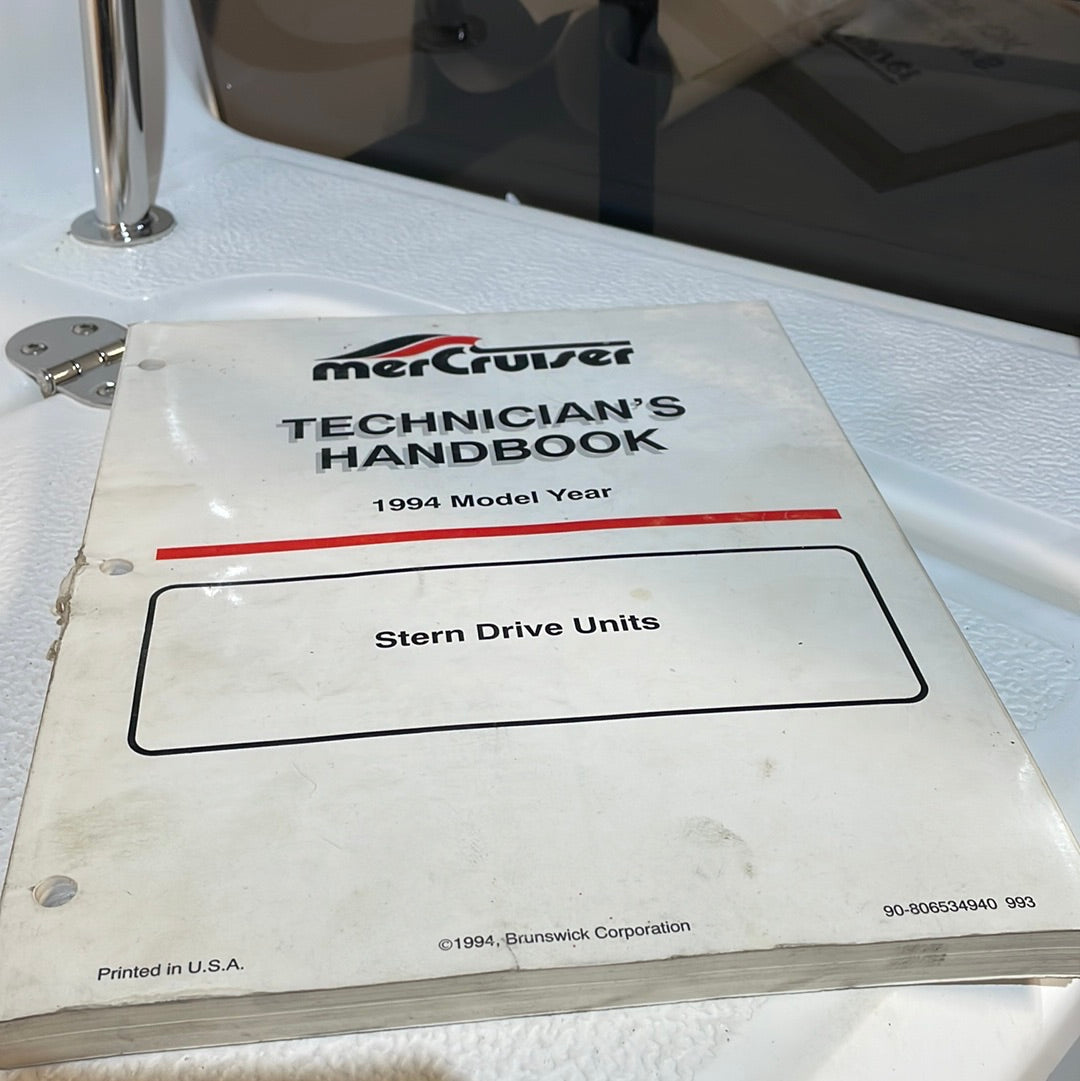 merCruiser
TECHNICIAN'S
HANDBOOK
1994 Model Year
Stern Drive Units
90-806534940 993
©1994, Brunswick Corporation
Printed in U.S.A.